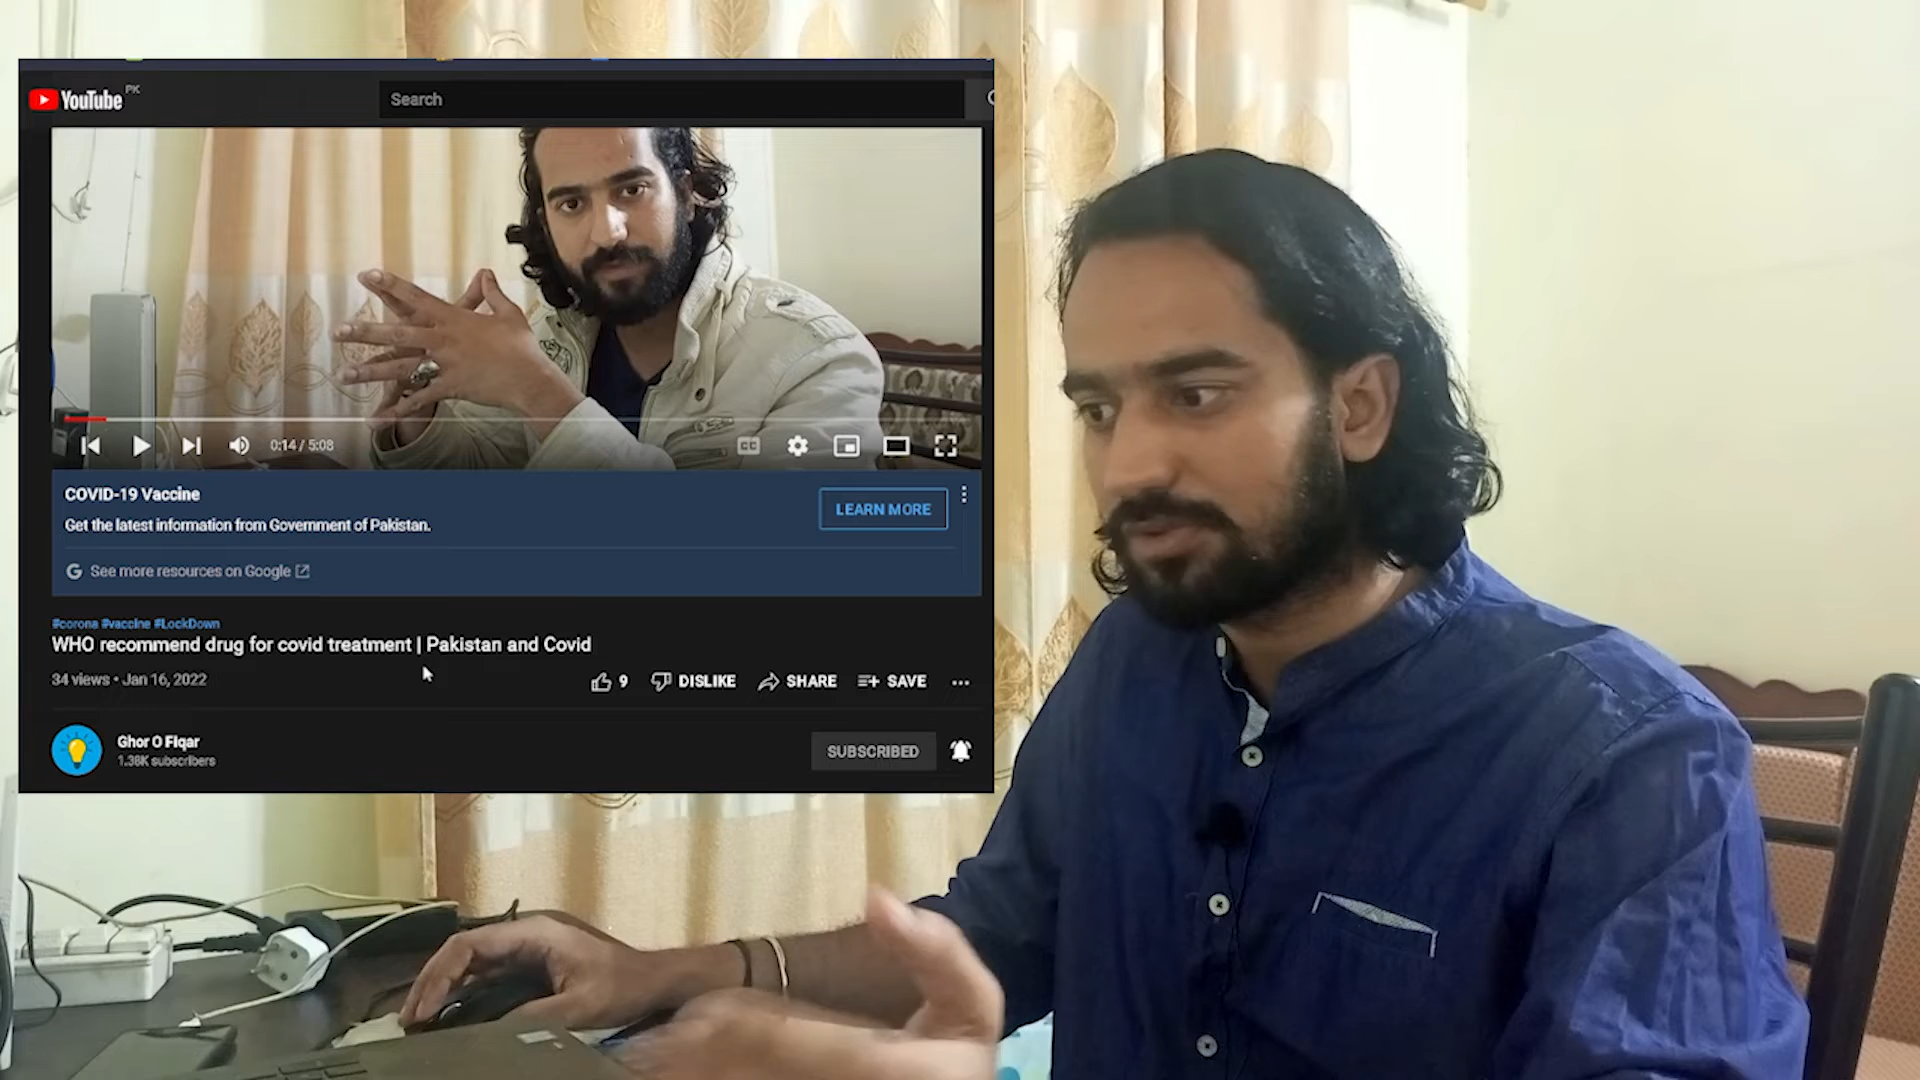 YouTube PK
Search
0:14 / 5:08
CC
COVID-19 Vaccine
LEARN MORE
Get the latest information from Government of Pakistan.
G See more resources on Google
#corona #vaccine #LockDown
WHO recommend drug for covid treatment | Pakistan and Covid
34 views • Jan 16, 2022
9 DISLIKE SHARE SAVE
Ghor O Fiqar
1.38K subscribers
SUBSCRIBED